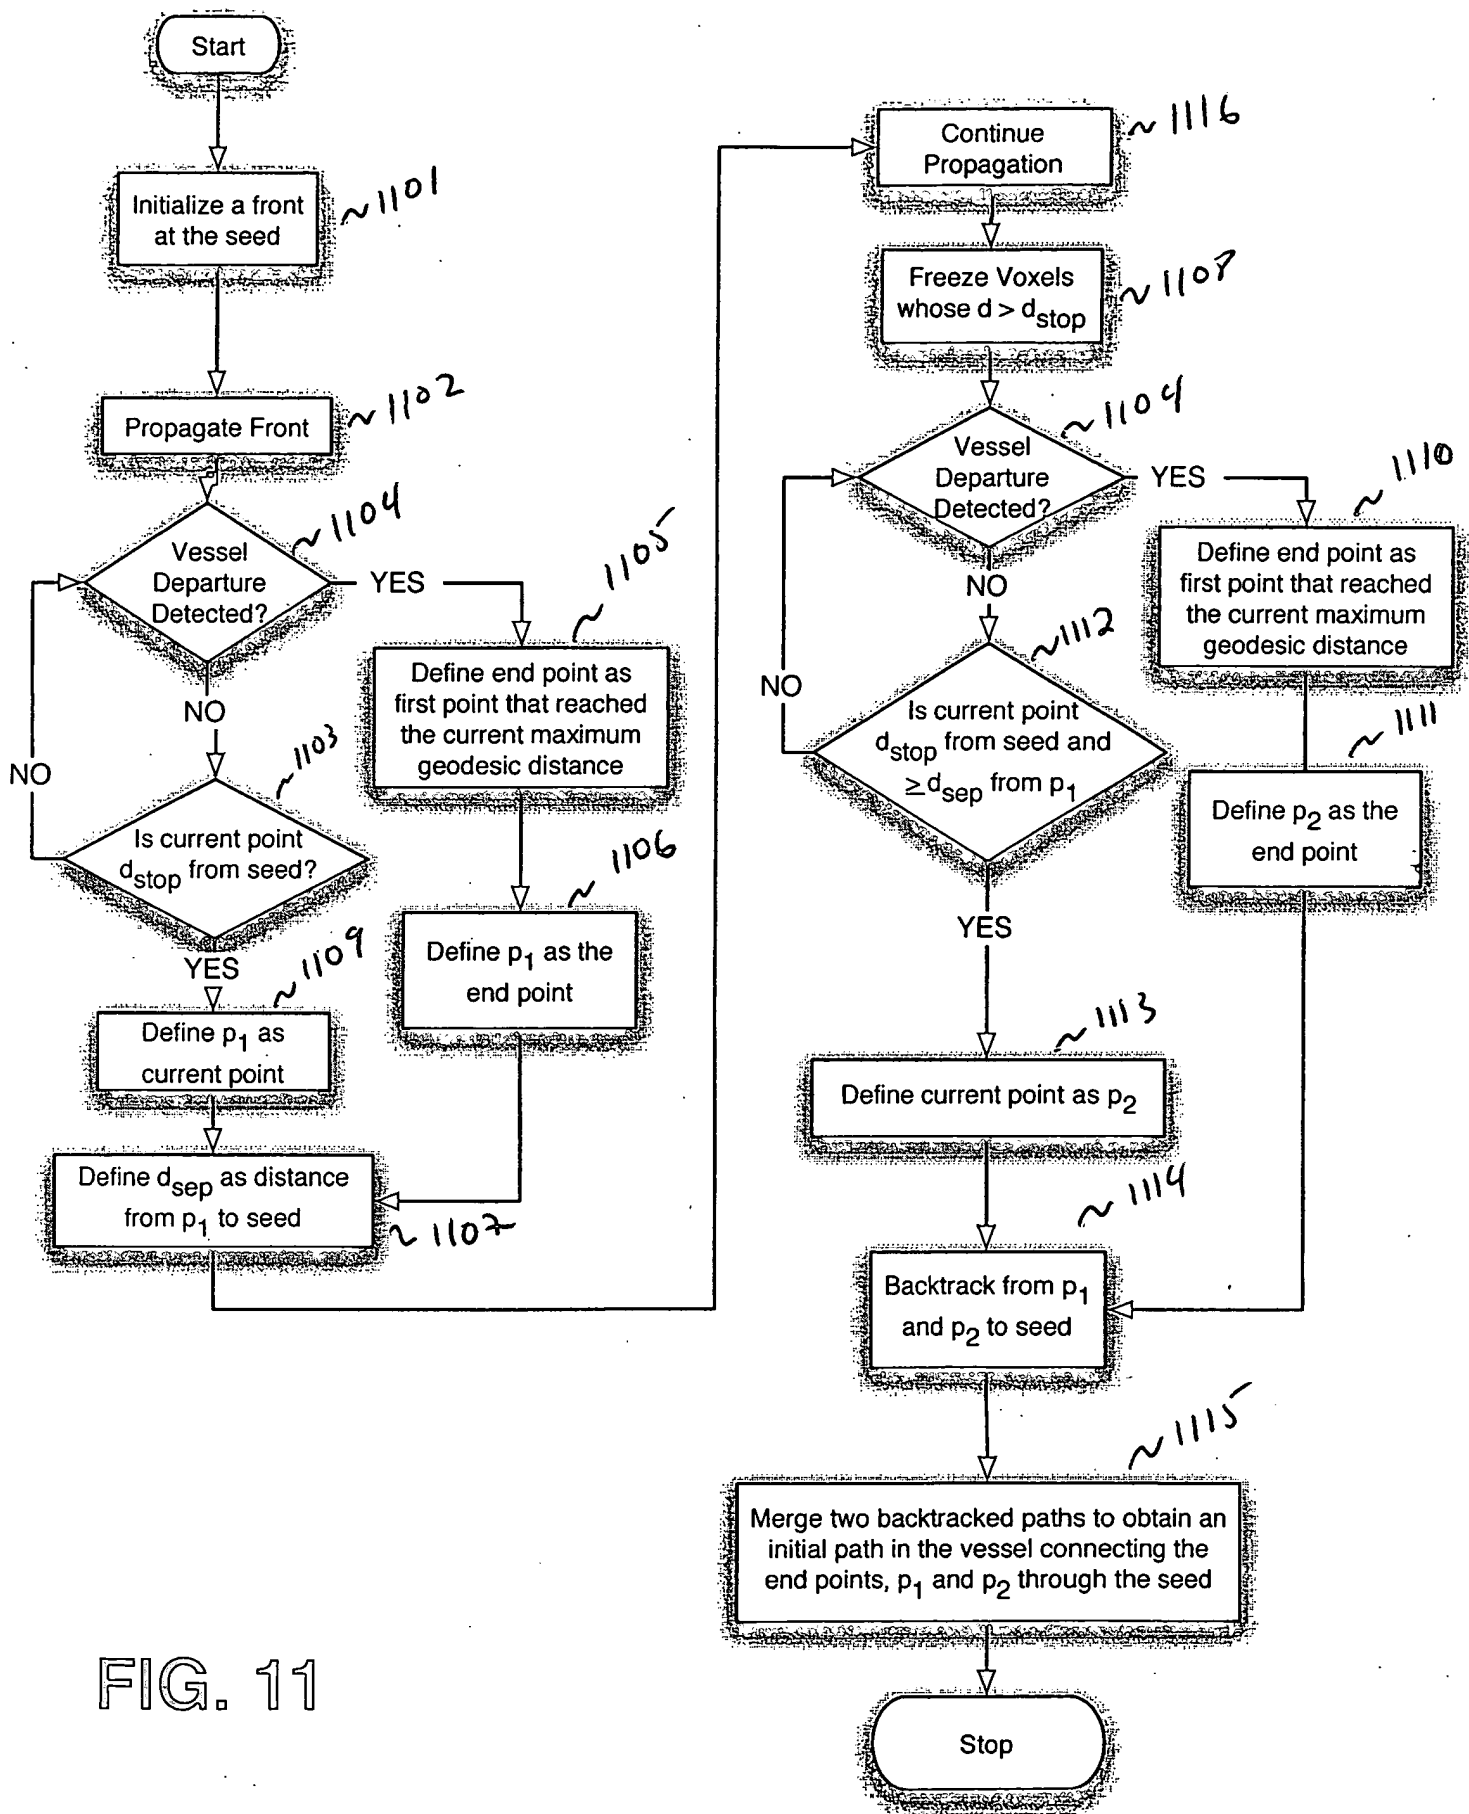 Start
Initialize a front
at the seed
~1101
Propagate Front
~1102
Vessel
Departure
Detected?
~1104
YES
NO
NO
Define end point as
first point that reached
the current maximum
geodesic distance
~1105
Is current point
d_stop from seed?
~1103
YES
Define p1 as the
end point
~1106
Define p1 as
current point
~1109
Define d_sep as distance
from p1 to seed
~1107
Continue
Propagation
~1116
Freeze Voxels
whose d > d_stop
~1108
Vessel
Departure
Detected?
~1104
YES
NO
NO
Define end point as
first point that reached
the current maximum
geodesic distance
~1110
Is current point
d_stop from seed and
≥d_sep from p1
~1112
YES
Define p2 as the
end point
~1111
Define current point as p2
~1113
Backtrack from p1
and p2 to seed
~1114
Merge two backtracked paths to obtain an
initial path in the vessel connecting the
end points, p1 and p2 through the seed
~1115
Stop
FIG. 11